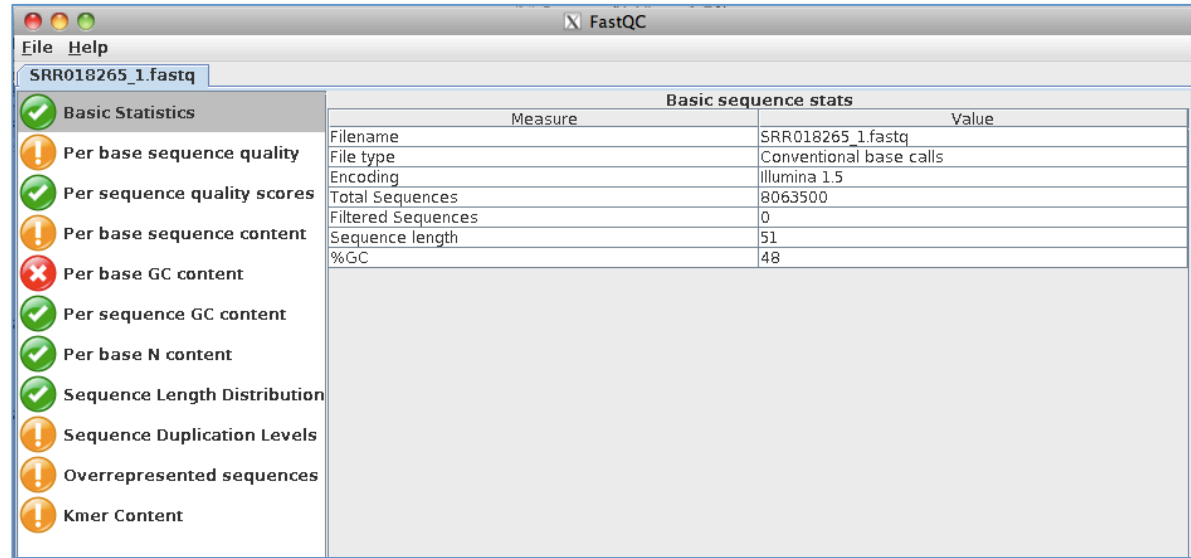 FastQC
File Help
SRR018265_1.fastq
Basic Statistics
Per base sequence quality
Per sequence quality scores
Per base sequence content
Per base GC content
Per sequence GC content
Per base N content
Sequence Length Distribution
Sequence Duplication Levels
Overrepresented sequences
Kmer Content
Basic sequence stats
Measure Value
Filename SRR018265_1.fastq
File type Conventional base calls
Encoding Illumina 1.5
Total Sequences 8063500
Filtered Sequences 0
Sequence length 51
%GC 48